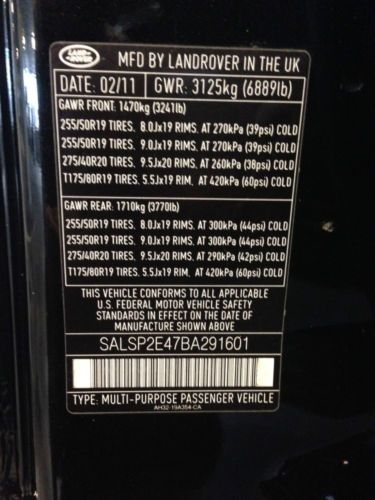 LAND ROVER
MFD BY LANDROVER IN THE UK
DATE: 02/11 GWR: 3125kg (6889lb)
GAWR FRONT: 1470kg (3241lb)
255/50R19 TIRES. 8.0Jx19 RIMS. AT 270kPa (39psi) COLD
255/50R19 TIRES. 9.0Jx19 RIMS. AT 270kPa (39psi) COLD
275/40R20 TIRES. 9.5Jx20 RIMS. AT 260kPa (38psi) COLD
T175/80R19 TIRES. 5.5Jx19 RIM. AT 420kPa (60psi) COLD
GAWR REAR: 1710kg (3770lb)
255/50R19 TIRES. 8.0Jx19 RIMS. AT 300kPa (44psi) COLD
255/50R19 TIRES. 9.0Jx19 RIMS. AT 300kPa (44psi) COLD
275/40R20 TIRES. 9.5Jx20 RIMS. AT 290kPa (42psi) COLD
T175/80R19 TIRES. 5.5Jx19 RIM. AT 420kPa (60psi) COLD
THIS VEHICLE CONFORMS TO ALL APPLICABLE
U.S. FEDERAL MOTOR VEHICLE SAFETY
STANDARDS IN EFFECT ON THE DATE OF
MANUFACTURE SHOWN ABOVE
SALSP2E47BA291601
TYPE: MULTI-PURPOSE PASSENGER VEHICLE
AH32-19A354-CA